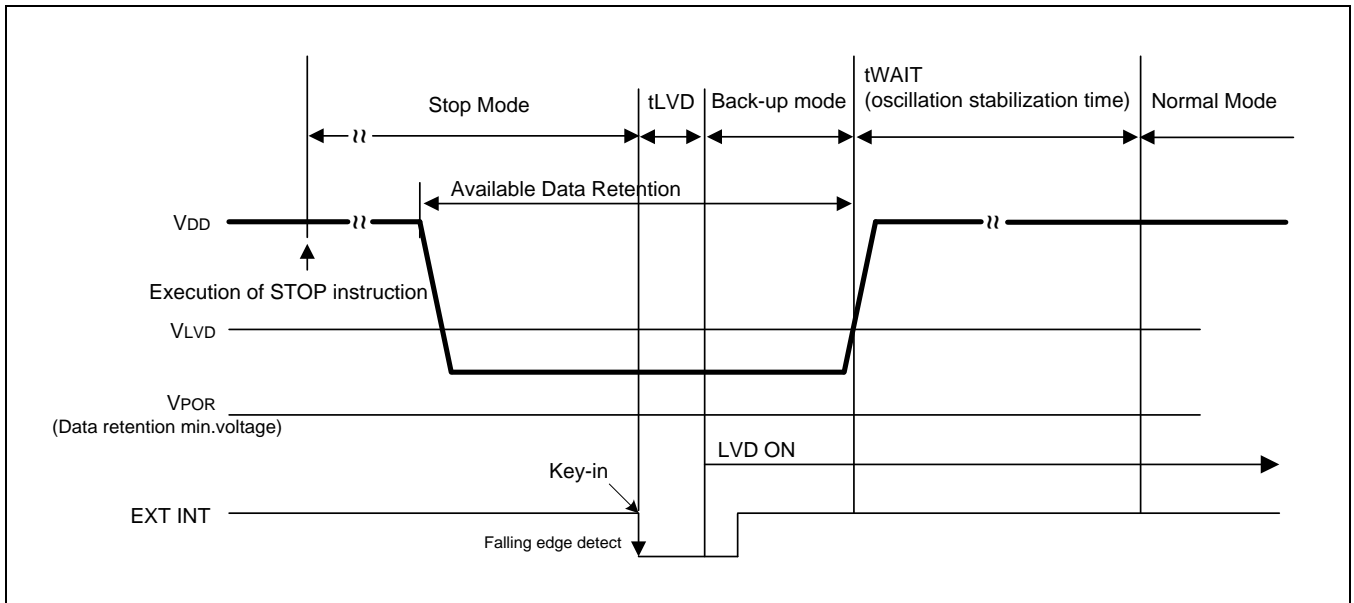 tWAIT
(oscillation stabilization time)
Stop Mode
tLVD
Back-up mode
Normal Mode
Available Data Retention
VDD
Execution of STOP instruction
VLVD
VPOR
(Data retention min.voltage)
LVD ON
Key-in
EXT INT
Falling edge detect